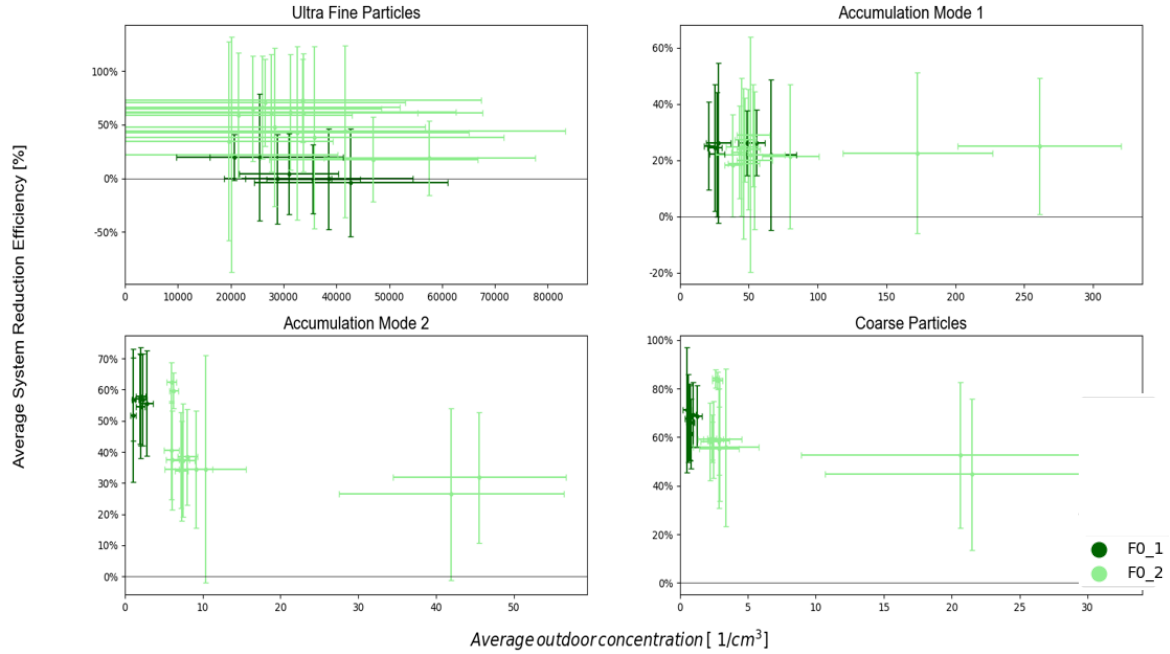 Ultra Fine Particles
Accumulation Mode 1
100%
50%
0%
-50%
0 10000 20000 30000 40000 50000 60000 70000 80000
60%
40%
20%
0%
-20%
0 50 100 150 200 250 300
Average System Reduction Efficiency [%]
Accumulation Mode 2
Coarse Particles
70%
60%
50%
40%
30%
20%
10%
0%
0 10 20 30 40 50
100%
80%
60%
40%
20%
0%
0 5 10 15 20 25 30
F0_1
F0_2
Average outdoor concentration [ 1/cm³]